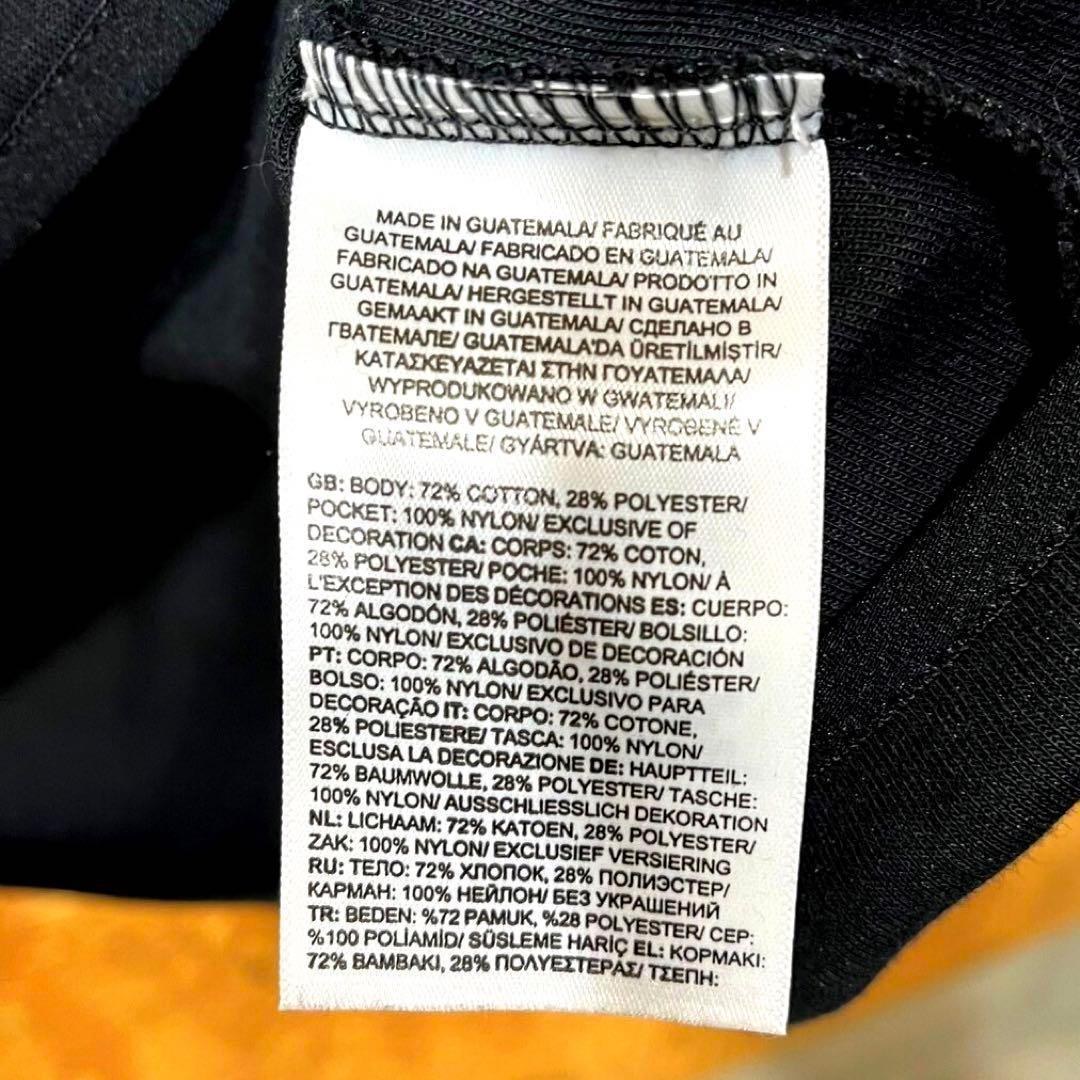 MADE IN GUATEMALA/ FABRIQUÉ AU
GUATEMALA/ FABRICADO EN GUATEMALA/
FABRICADO NA GUATEMALA/ PRODOTTO IN
GUATEMALA/ HERGESTELLT IN GUATEMALA/
GEMAAKT IN GUATEMALA/ СДЕЛАНО В
ГВАТЕМАЛЕ/ GUATEMALA'DA ÜRETİLMİŞTİR/
ΚΑΤΑΣΚΕΥΑΖΕΤΑΙ ΣΤΗΝ ΓΟΥΑΤΕΜΑΛΑ/
WYPRODUKOWANO W GWATEMALI/
VYROBENO V GUATEMALE/ VYROBENÉ V
GUATEMALE/ GYÁRTVA: GUATEMALA
GB: BODY: 72% COTTON, 28% POLYESTER/
POCKET: 100% NYLON/ EXCLUSIVE OF
DECORATION CA: CORPS: 72% COTON,
28% POLYESTER/ POCHE: 100% NYLON/ À
L'EXCEPTION DES DÉCORATIONS ES: CUERPO:
72% ALGODÓN, 28% POLIÉSTER/ BOLSILLO:
100% NYLON/ EXCLUSIVO DE DECORACIÓN
PT: CORPO: 72% ALGODÃO, 28% POLIÉSTER/
BOLSO: 100% NYLON/ EXCLUSIVO PARA
DECORAÇÃO IT: CORPO: 72% COTONE,
28% POLIESTERE/ TASCA: 100% NYLON/
ESCLUSA LA DECORAZIONE DE: HAUPTTEIL:
72% BAUMWOLLE, 28% POLYESTER/ TASCHE:
100% NYLON/ AUSSCHLIESSLICH DEKORATION
NL: LICHAAM: 72% KATOEN, 28% POLYESTER/
ZAK: 100% NYLON/ EXCLUSIEF VERSIERING
RU: ТЕЛО: 72% ХЛОПОК, 28% ПОЛИЭСТЕР/
КАРМАН: 100% НЕЙЛОН/ БЕЗ УКРАШЕНИЙ
TR: BEDEN: %72 PAMUK, %28 POLYESTER/ CEP:
%100 POLİAMİD/ SÜSLEME HARİÇ EL: ΚΟΡΜΑΚΙ:
72% ΒΑΜΒΑΚΙ, 28% ΠΟΛΥΕΣΤΕΡΑΣ/ ΤΣΕΠΗ: